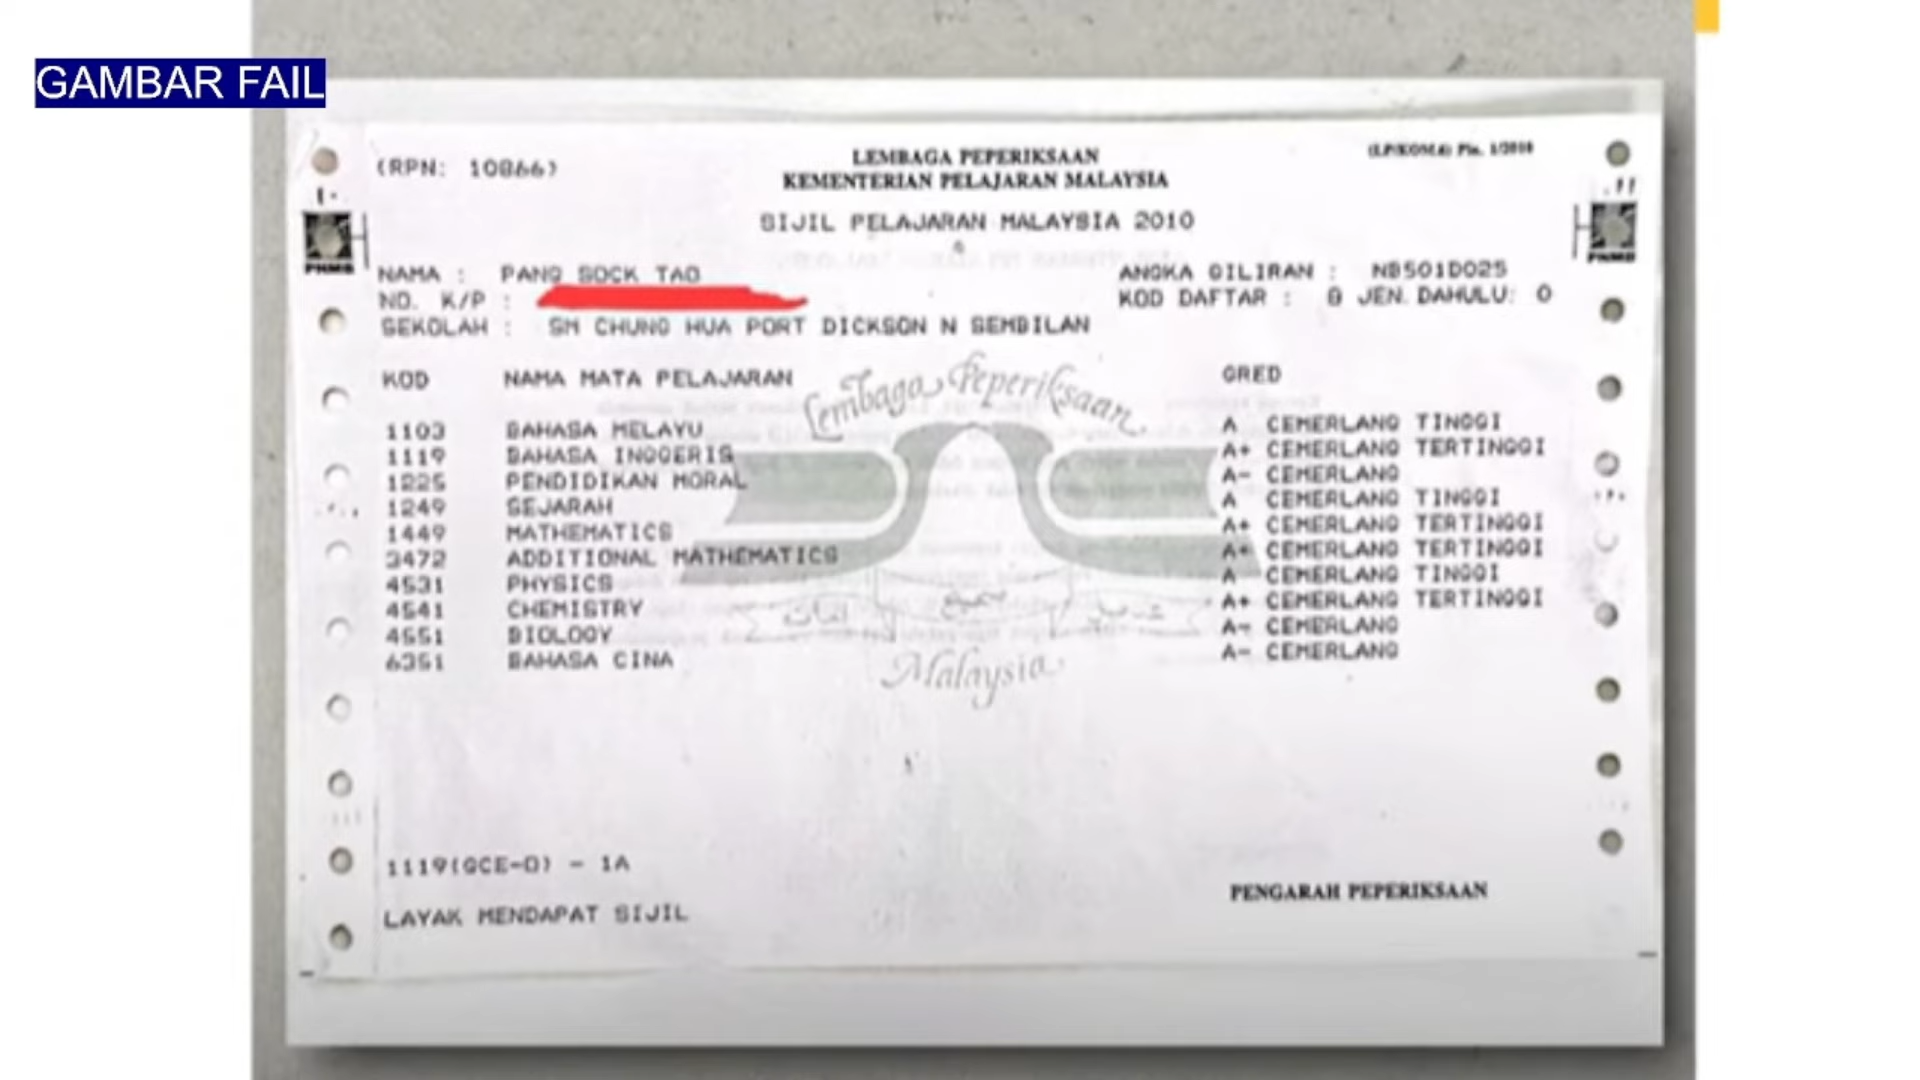 GAMBAR FAIL
(RPN: 10866)
LEMBAGA PEPERIKSAAN
KEMENTERIAN PELAJARAN MALAYSIA
SIJIL PELAJARAN MALAYSIA 2010
NAMA : PANG SOCK TAO
NO. K/P :
SEKOLAH : SM CHUNG HUA PORT DICKSON N SEMBILAN
ANGKA GILIRAN : NB501D025
KOD DAFTAR : JEN. DAHULU: 0
KOD NAMA MATA PELAJARAN GRED
1103 BAHASA MELAYU A CEMERLANG TINGGI
1119 BAHASA INGGERIS A+ CEMERLANG TERTINGGI
1225 PENDIDIKAN MORAL A- CEMERLANG
1249 SEJARAH A CEMERLANG TINGGI
1449 MATHEMATICS A+ CEMERLANG TERTINGGI
3472 ADDITIONAL MATHEMATICS A+ CEMERLANG TERTINGGI
4531 PHYSICS A CEMERLANG TINGGI
4541 CHEMISTRY A+ CEMERLANG TERTINGGI
4551 BIOLOGY A- CEMERLANG
6351 BAHASA CINA A- CEMERLANG
Lembaga Peperiksaan
Malaysia
1119(GCE-O) - 1A
LAYAK MENDAPAT SIJIL
PENGARAH PEPERIKSAAN
PNMB
PNMB